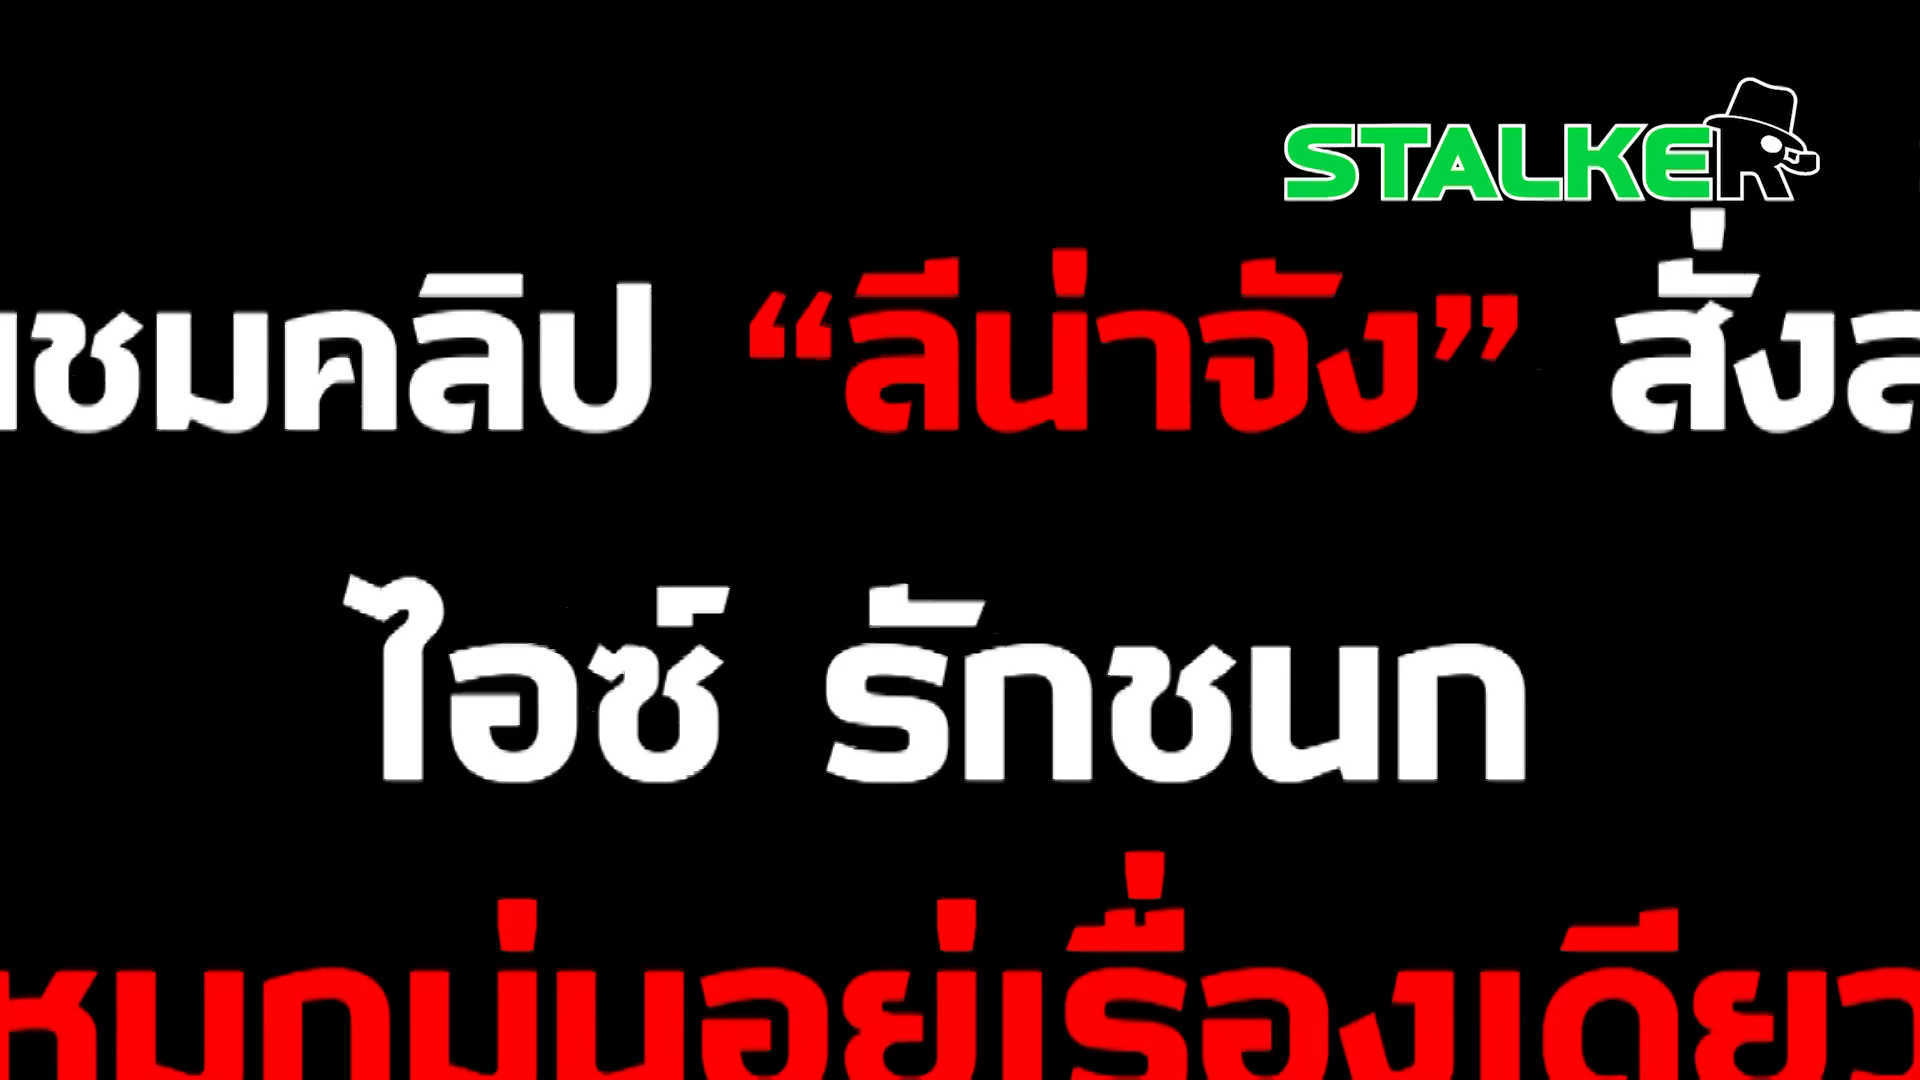 STALKER
ชมคลิป “ลีน่าจัง” สั่งส
ไอซ์ รักชนก
หมกมุ่นอยู่เรื่องเดียว